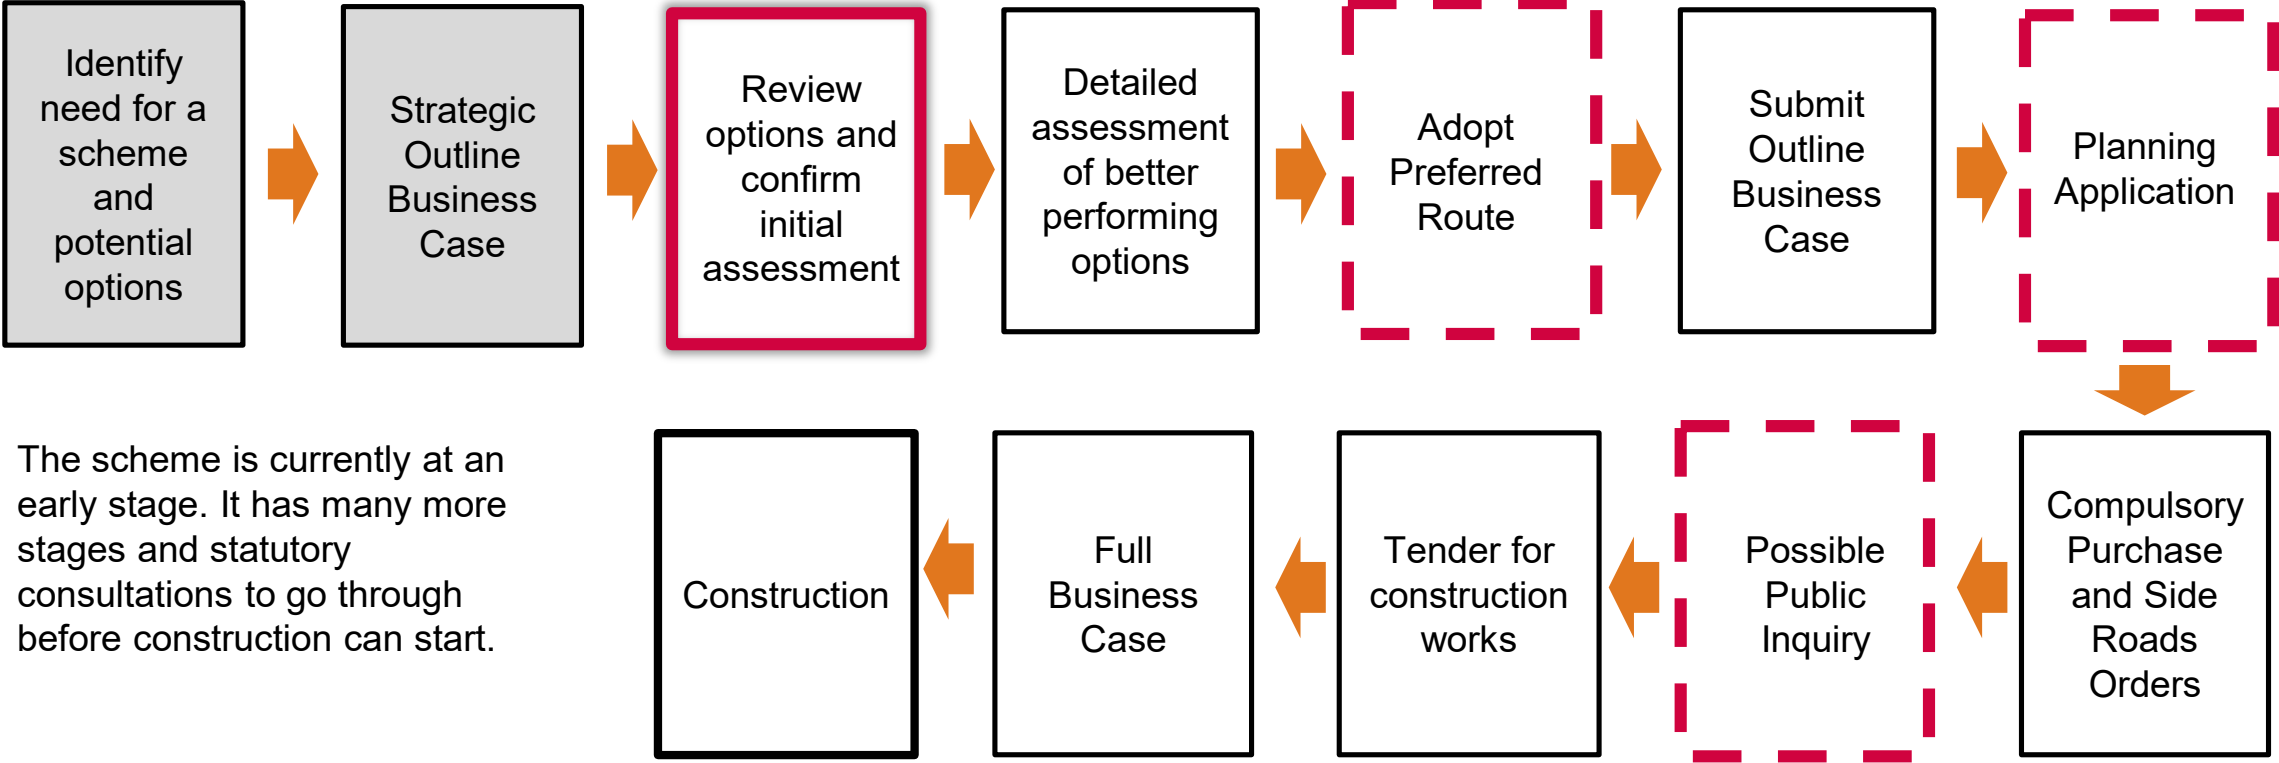 Identify
need for a
scheme
and
potential
options
Strategic
Outline
Business
Case
Review
options and
confirm
initial
assessment
Detailed
assessment
of better
performing
options
Adopt
Preferred
Route
Submit
Outline
Business
Case
Planning
Application
Compulsory
Purchase
and Side
Roads
Orders
Possible
Public
Inquiry
Tender for
construction
works
Full
Business
Case
Construction
The scheme is currently at an
early stage. It has many more
stages and statutory
consultations to go through
before construction can start.